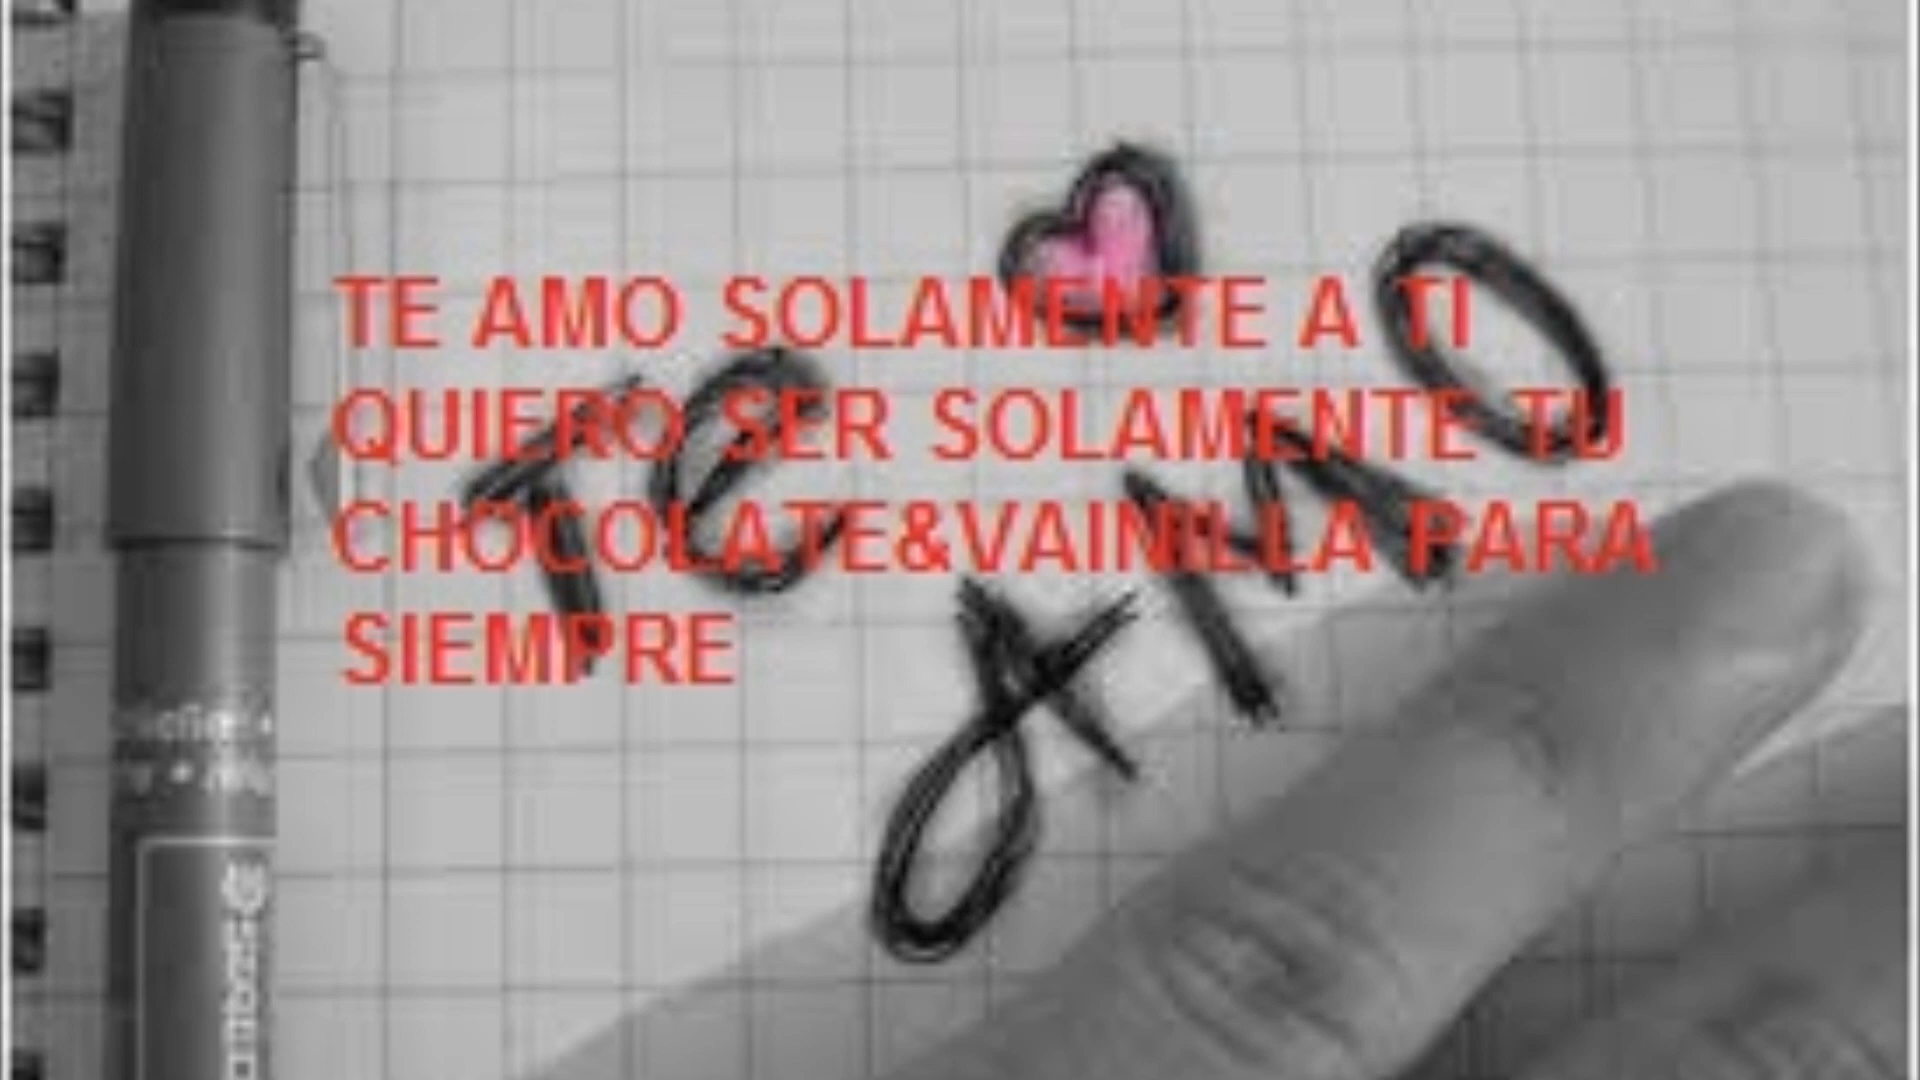 TE AMO SOLAMENTE A TI
QUIERO SER SOLAMENTE TU
CHOCOLATE&VAINILLA PARA
SIEMPRE
Te
AMO